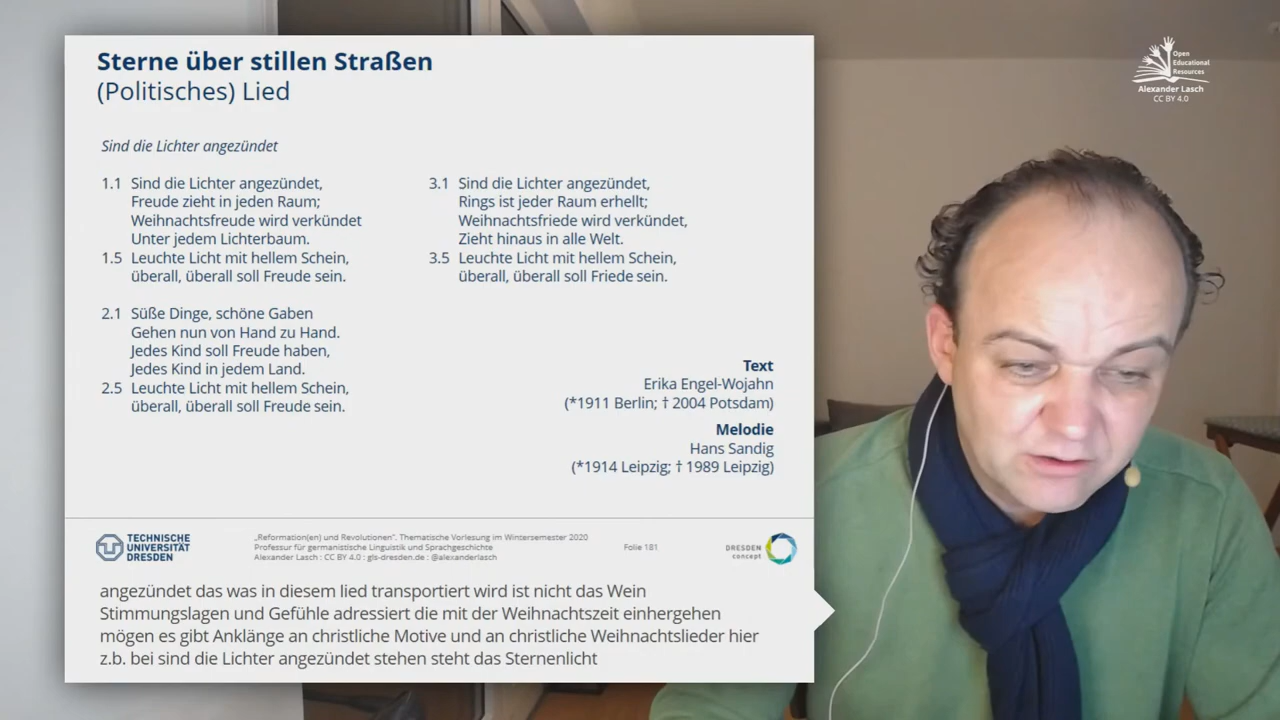 Sterne über stillen Straßen
(Politisches) Lied
Sind die Lichter angezündet
1.1 Sind die Lichter angezündet,
Freude zieht in jeden Raum;
Weihnachtsfreude wird verkündet
Unter jedem Lichterbaum.
1.5 Leuchte Licht mit hellem Schein,
überall, überall soll Freude sein.
2.1 Süße Dinge, schöne Gaben
Gehen nun von Hand zu Hand.
Jedes Kind soll Freude haben,
Jedes Kind in jedem Land.
2.5 Leuchte Licht mit hellem Schein,
überall, überall soll Freude sein.
3.1 Sind die Lichter angezündet,
Rings ist jeder Raum erhellt;
Weihnachtsfriede wird verkündet,
Zieht hinaus in alle Welt.
3.5 Leuchte Licht mit hellem Schein,
überall, überall soll Friede sein.
Text
Erika Engel-Wojahn
(*1911 Berlin; † 2004 Potsdam)
Melodie
Hans Sandig
(*1914 Leipzig; † 1989 Leipzig)
TECHNISCHE
UNIVERSITÄT
DRESDEN
„Reformation(en) und Revolutionen“. Thematische Vorlesung im Wintersemester 2020
Professur für germanistische Linguistik und Sprachgeschichte
Alexander Lasch : CC BY 4.0 : gls-dresden.de : @alexanderlasch
Folie 181
DRESDEN
concept
angezündet das was in diesem lied transportiert wird ist nicht das Wein
Stimmungslagen und Gefühle adressiert die mit der Weihnachtszeit einhergehen
mögen es gibt Anklänge an christliche Motive und an christliche Weihnachtslieder hier
z.b. bei sind die Lichter angezündet stehen steht das Sternenlicht
Open
Educational
Resources
Alexander Lasch
CC BY 4.0